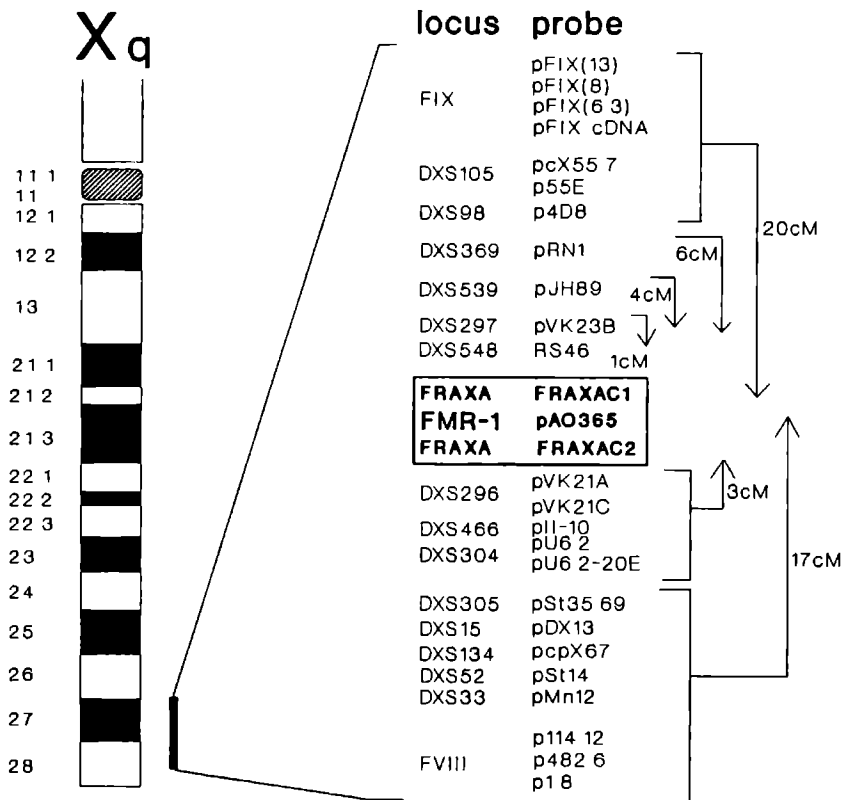 Xq
locus probe
pFIX(13)
pFIX(8)
FIX
pFIX(6 3)
pFIX cDNA
DXS105
pcX55 7
p55E
DXS98 p4D8
DXS369 pRN1
DXS539 pJH89
DXS297 pVK23B
DXS548 RS46
20cM
6cM
4cM
1cM
FRAXA FRAXAC1
FMR-1 pAO365
FRAXA FRAXAC2
DXS296
pVK21A
pVK21C
DXS466 pII-10
DXS304
pU6 2
pU6 2-20E
3cM
17cM
DXS305 pSt35 69
DXS15 pDX13
DXS134 pcpX67
DXS52 pSt14
DXS33 pMn12
p114 12
FVIII p482 6
p1 8
11 1
11
12 1
12 2
13
21 1
21 2
21 3
22 1
22 2
22 3
23
24
25
26
27
28